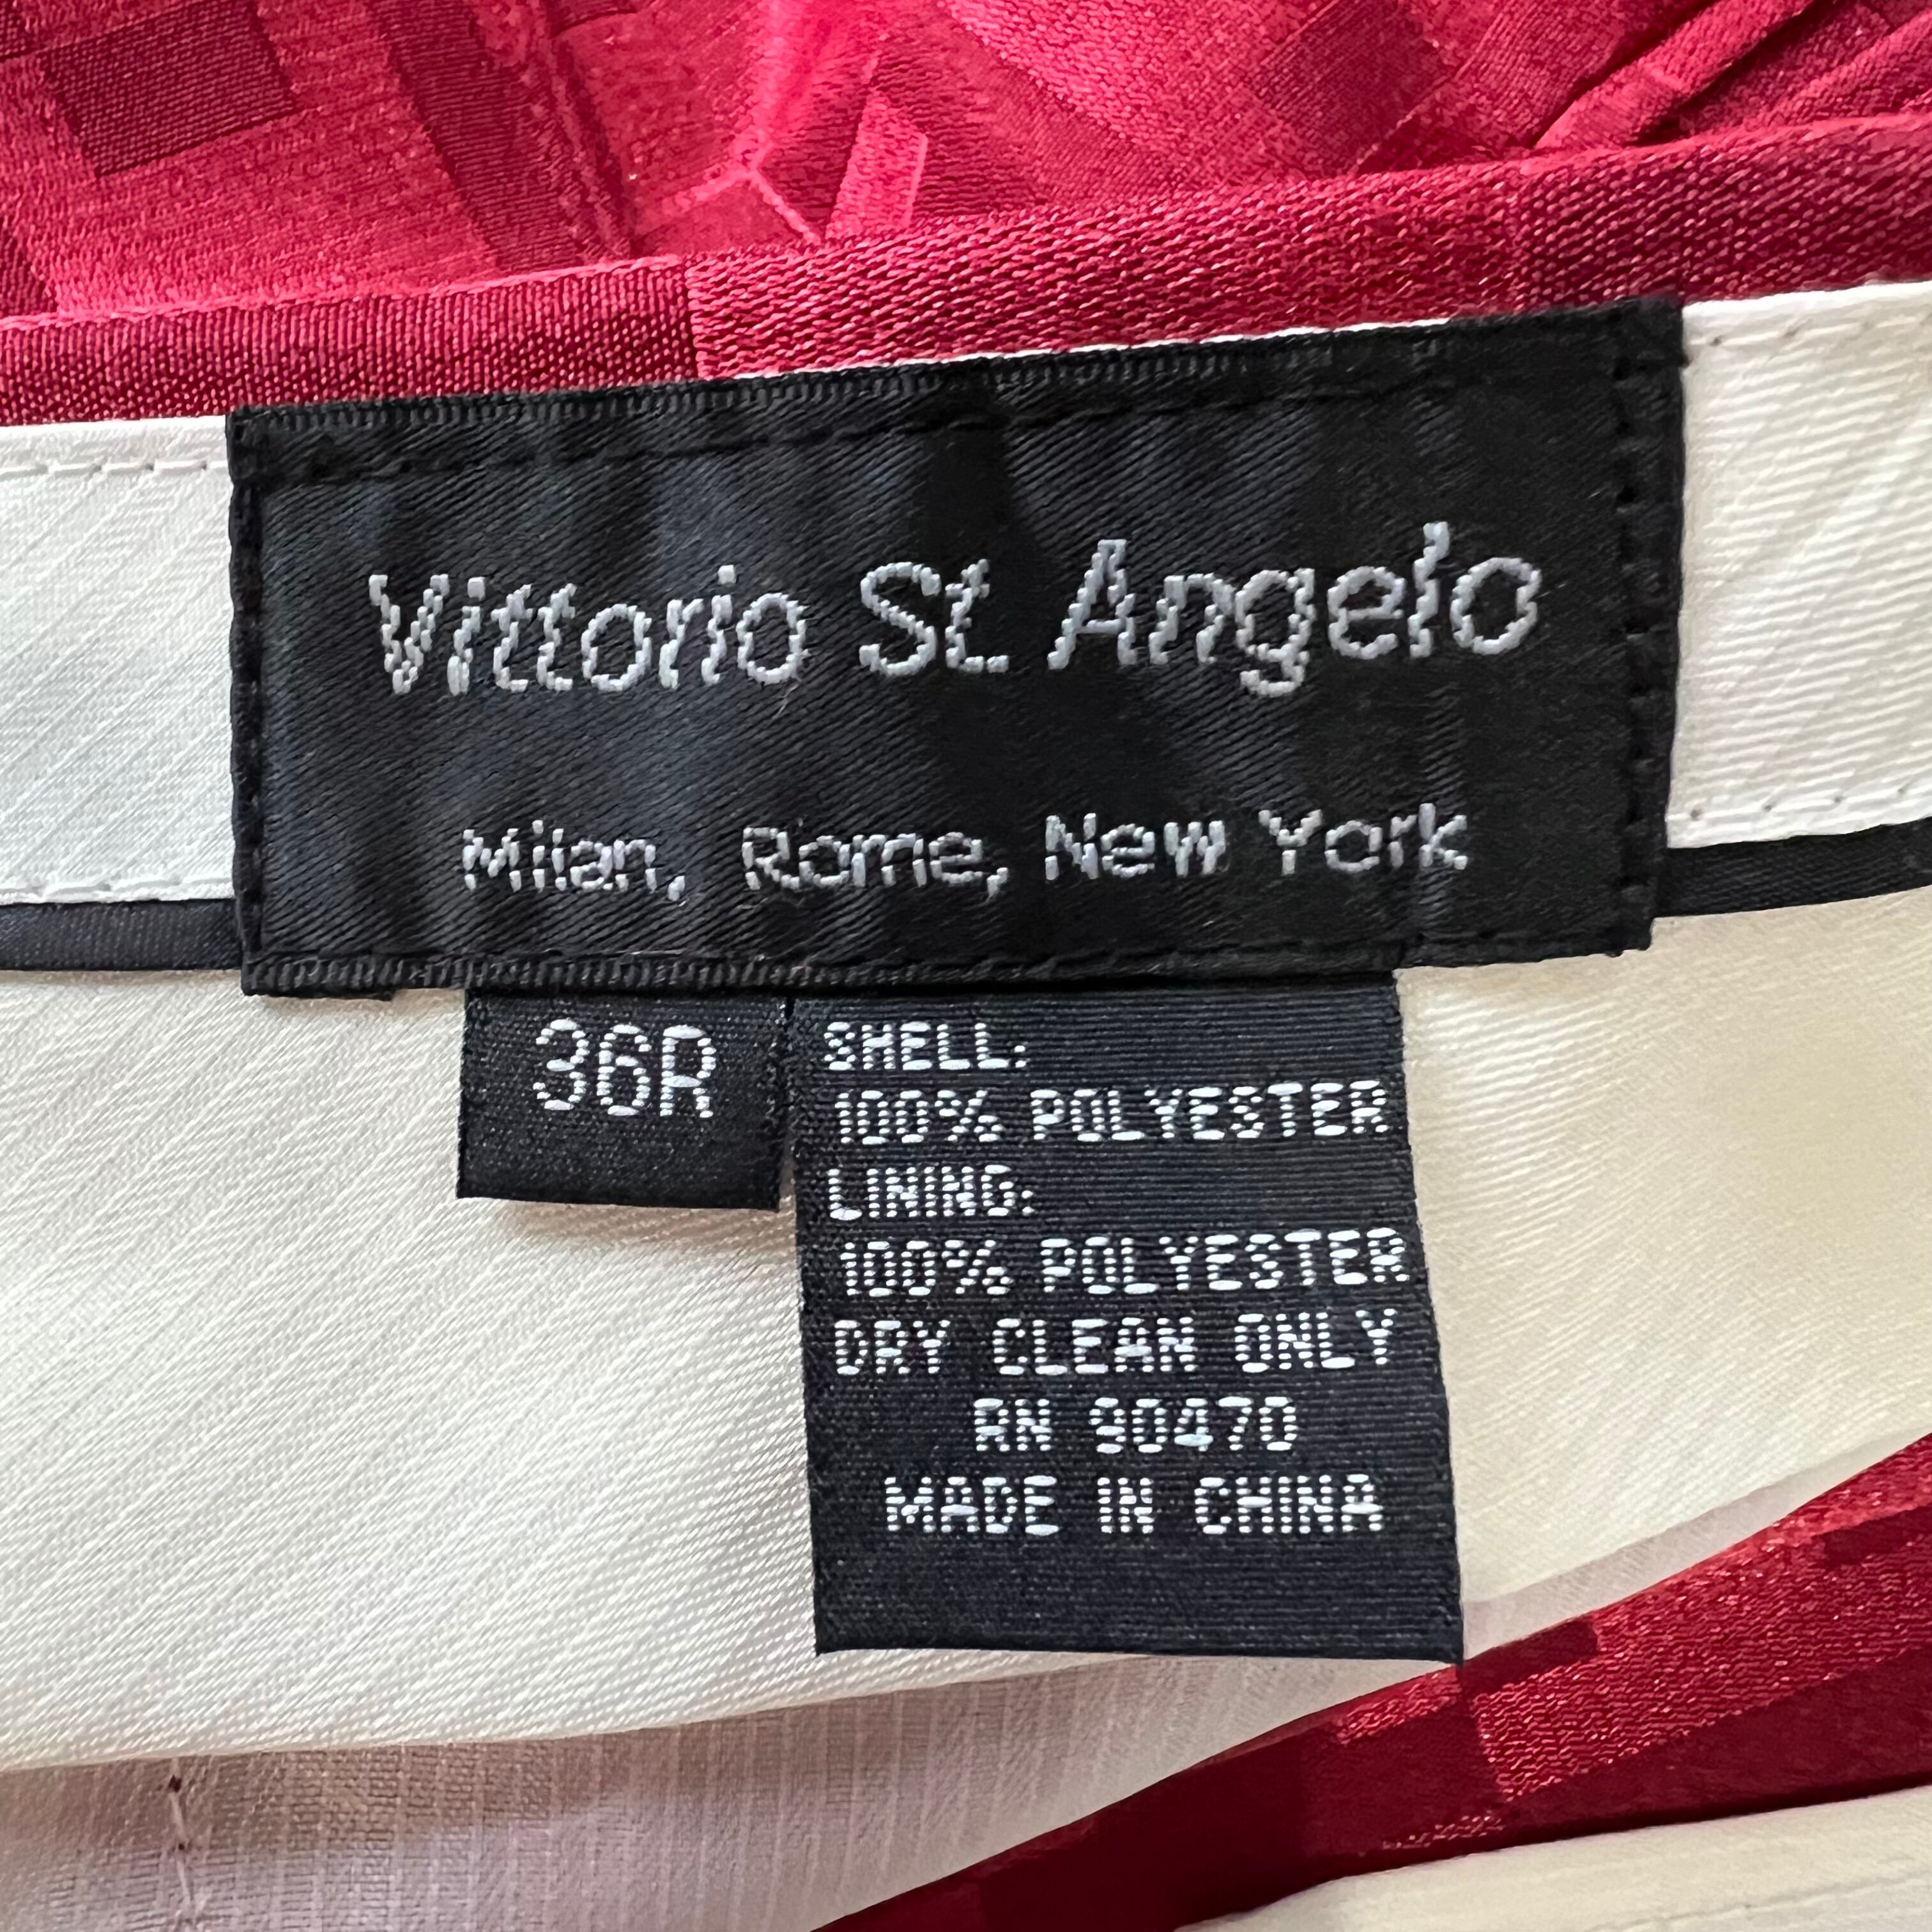 Vittorio St. Angelo
Milan, Rome, New York
36R
SHELL:
100% POLYESTER
LINING:
100% POLYESTER
DRY CLEAN ONLY
RN 90470
MADE IN CHINA